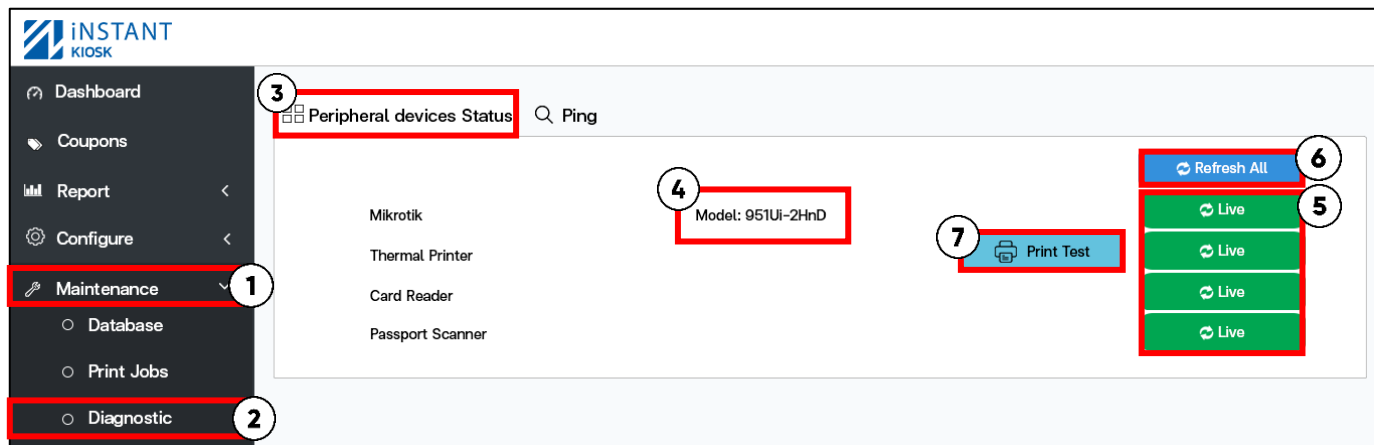 iNSTANT
KIOSK
Dashboard
Coupons
Report
Configure
Maintenance
1
Database
Print Jobs
Diagnostic
2
3
Peripheral devices Status
Ping
6
Refresh All
4
Mikrotik
Model: 951Ui-2HnD
Live
5
7
Thermal Printer
Print Test
Live
Card Reader
Live
Passport Scanner
Live